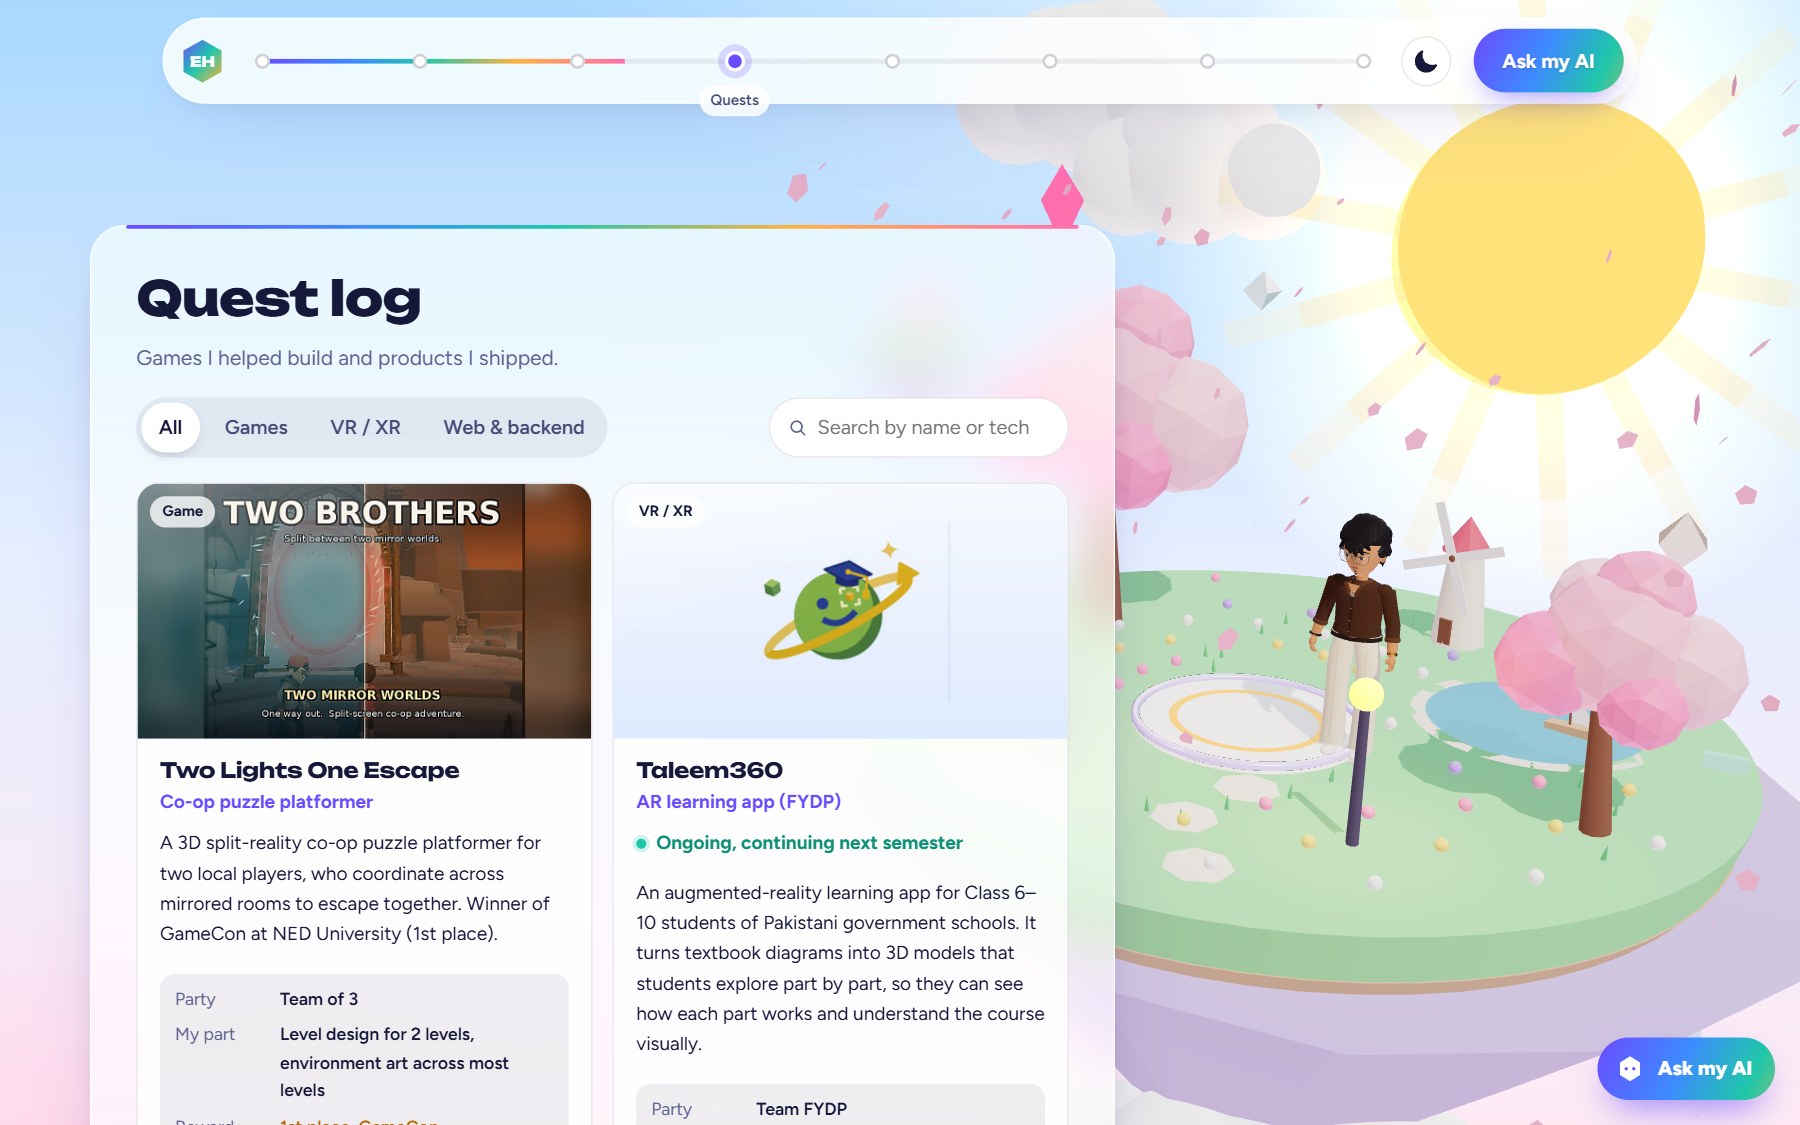 EH
Ask my AI
Quests
Quest log
Games I helped build and products I shipped.
All Games VR / XR Web & backend
Search by name or tech
Game
TWO BROTHERS
Split between two mirror worlds.
TWO MIRROR WORLDS
One way out. Split-screen co-op adventure.
Two Lights One Escape
Co-op puzzle platformer
A 3D split-reality co-op puzzle platformer for
two local players, who coordinate across
mirrored rooms to escape together. Winner of
GameCon at NED University (1st place).
Party Team of 3
My part Level design for 2 levels,
environment art across most
levels
Reward 1st place, GameCon
VR / XR
Taleem360
AR learning app (FYDP)
Ongoing, continuing next semester
An augmented-reality learning app for Class 6–
10 students of Pakistani government schools. It
turns textbook diagrams into 3D models that
students explore part by part, so they can see
how each part works and understand the course
visually.
Party Team FYDP
Ask my AI